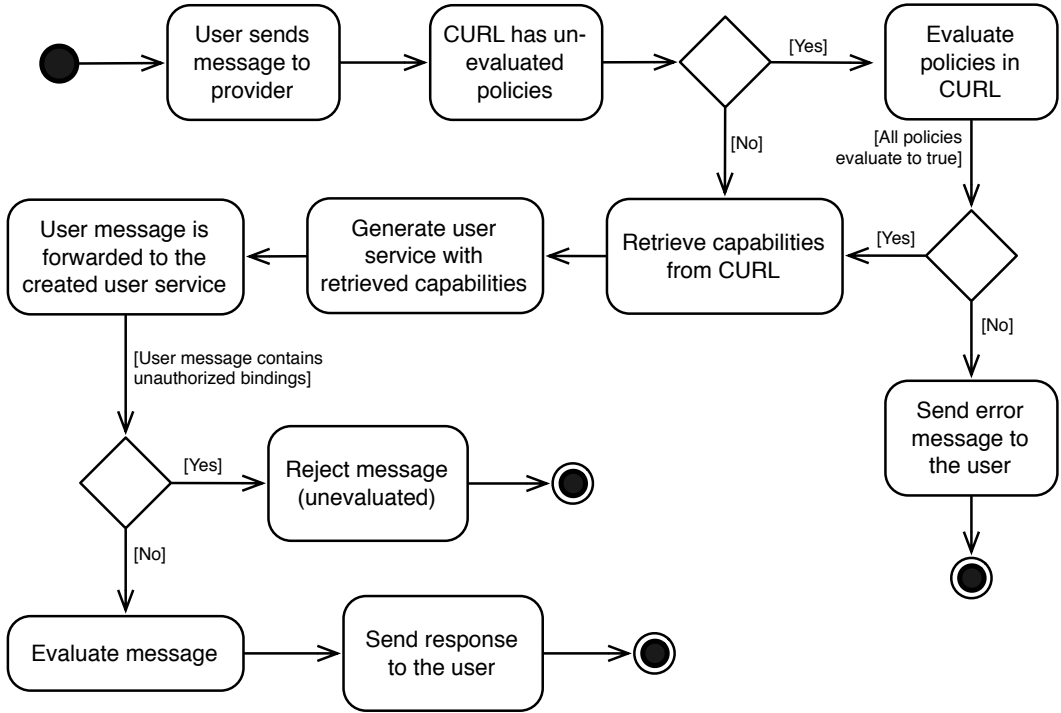 User sends
message to
provider
CURL has un-
evaluated
policies
[Yes]
Evaluate
policies in
CURL
[No]
[All policies
evaluate to true]
User message is
forwarded to the
created user service
Generate user
service with
retrieved capabilities
Retrieve capabilities
from CURL
[Yes]
[No]
[User message contains
unauthorized bindings]
Send error
message to
the user
[Yes]
Reject message
(unevaluated)
[No]
Evaluate message
Send response
to the user